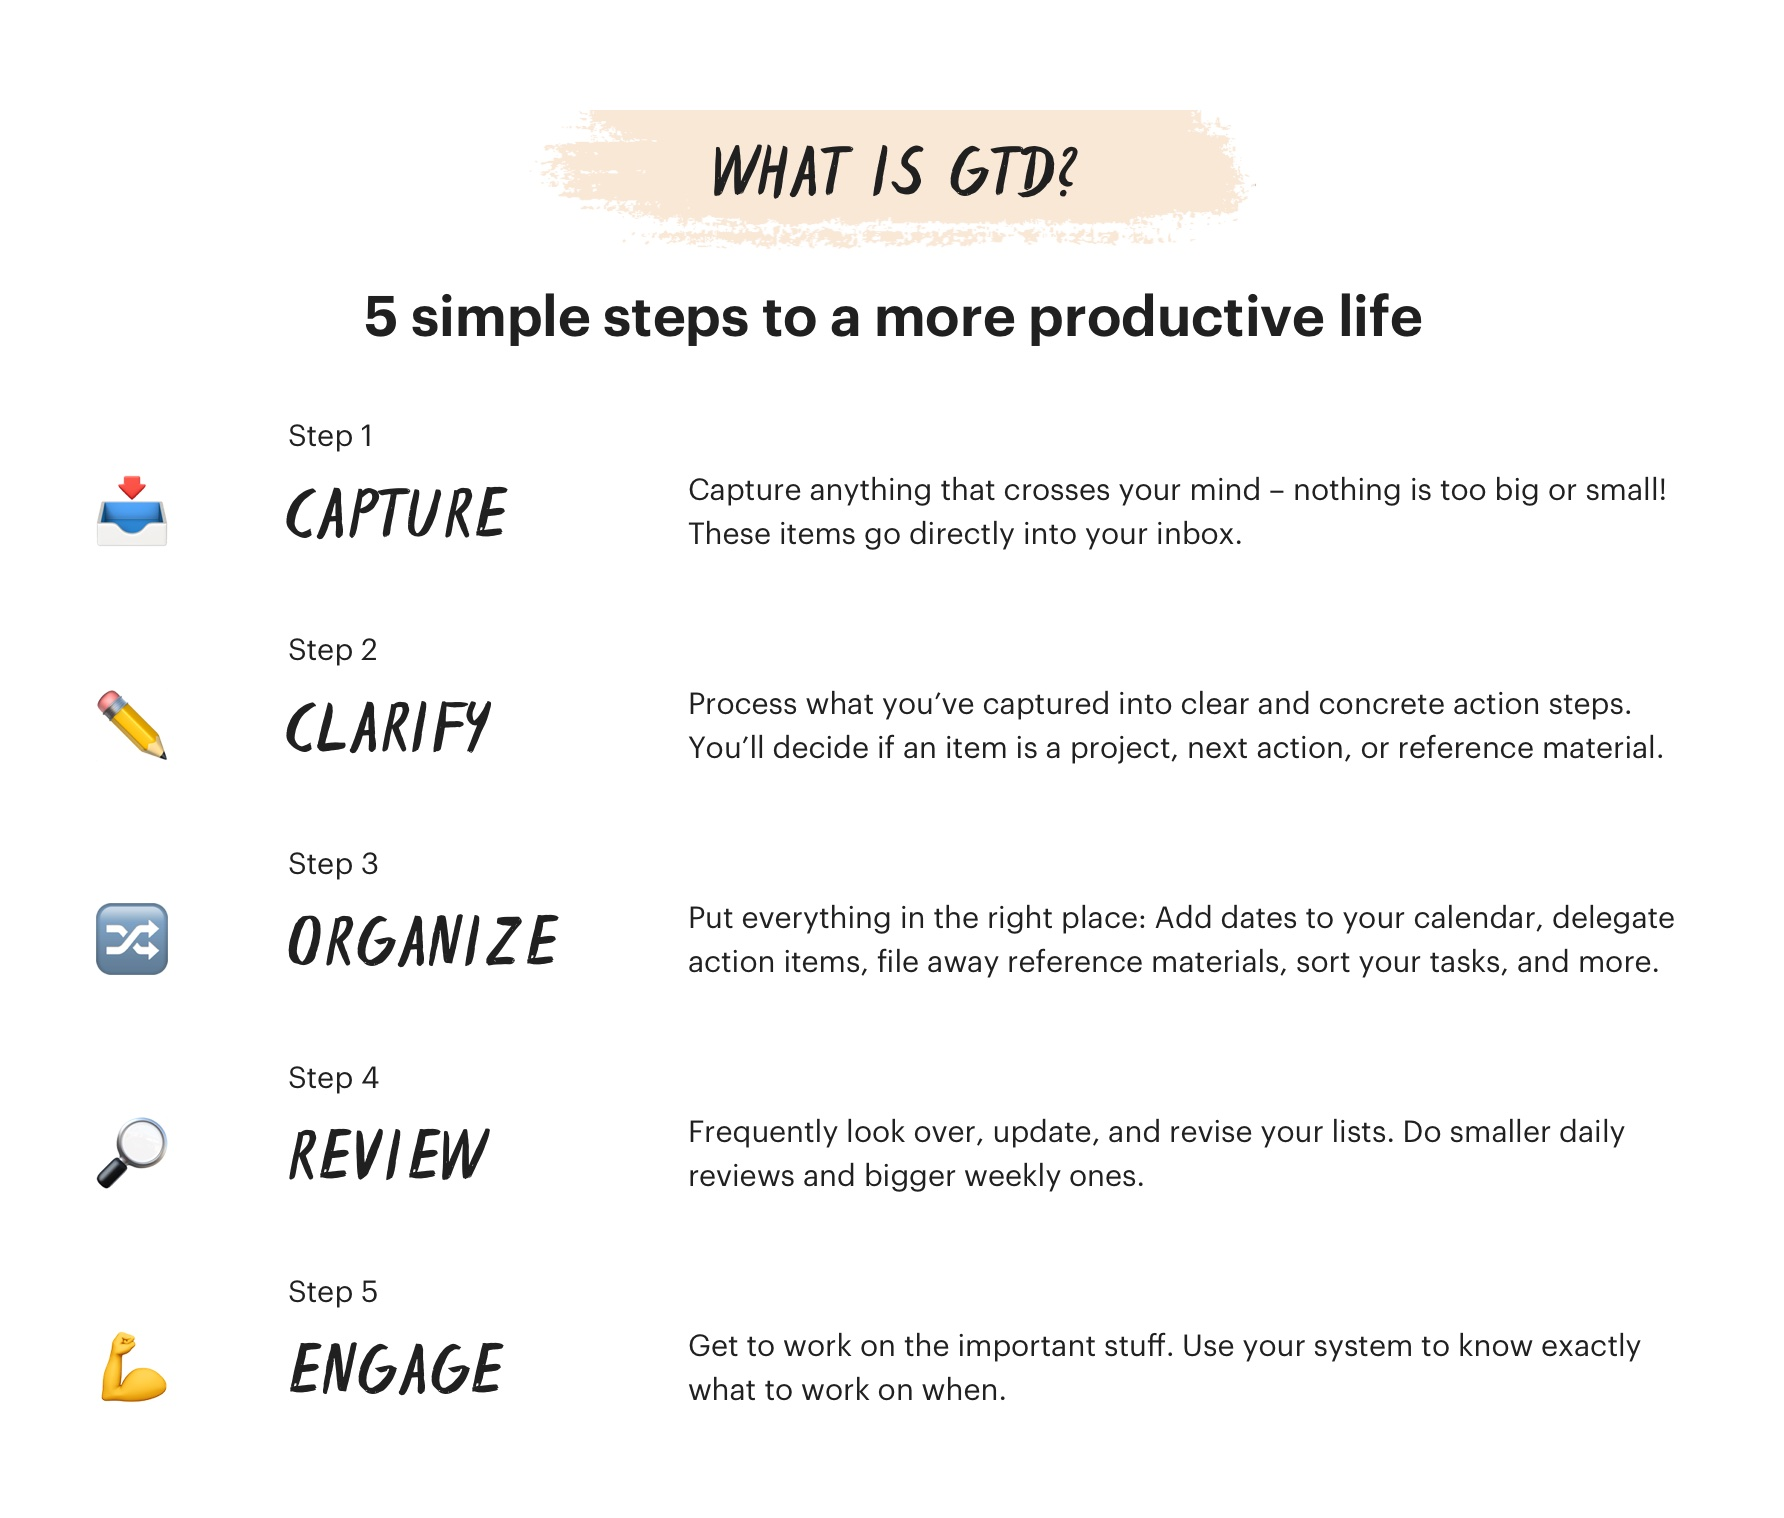 WHAT IS GTD?
5 simple steps to a more productive life
Step 1
CAPTURE
Capture anything that crosses your mind – nothing is too big or small!
These items go directly into your inbox.
Step 2
CLARIFY
Process what you’ve captured into clear and concrete action steps.
You’ll decide if an item is a project, next action, or reference material.
Step 3
ORGANIZE
Put everything in the right place: Add dates to your calendar, delegate
action items, file away reference materials, sort your tasks, and more.
Step 4
REVIEW
Frequently look over, update, and revise your lists. Do smaller daily
reviews and bigger weekly ones.
Step 5
ENGAGE
Get to work on the important stuff. Use your system to know exactly
what to work on when.